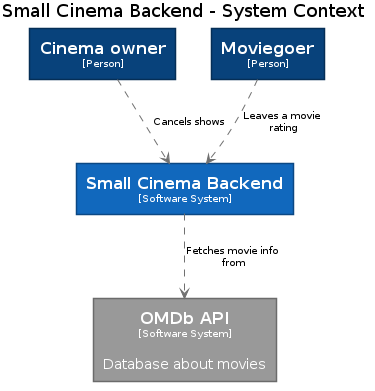 Small Cinema Backend - System Context
Cinema owner
[Person]
Moviegoer
[Person]
Cancels shows
Leaves a movie
rating
Small Cinema Backend
[Software System]
Fetches movie info
from
OMDb API
[Software System]
Database about movies